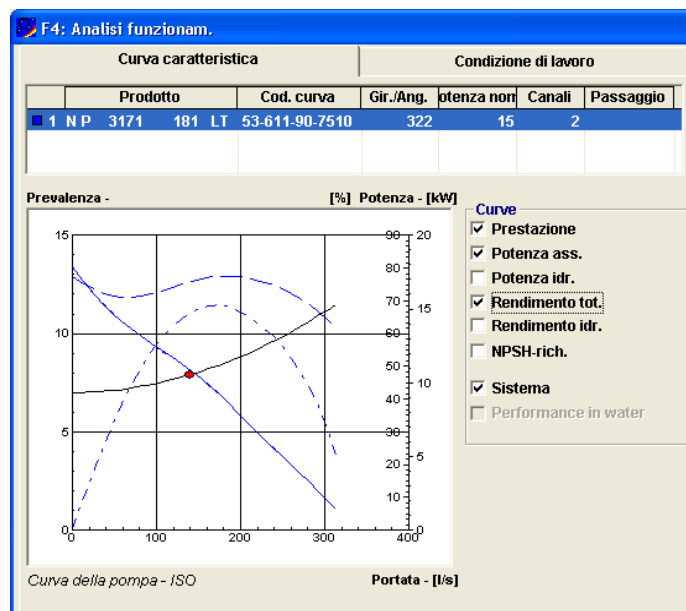 F4: Analisi funzionam.
Curva caratteristica
Condizione di lavoro
Prodotto Cod. curva Gir./Ang. otenza nom Canali Passaggio
1 N P 3171 181 LT 53-611-90-7510 322 15 2
Prevalenza - [%] Potenza - [kW]
15 90 20
80
70 15
10 60
50 10
40
5 30
20 5
10
0 0
0 100 200 300 400
Curva della pompa - ISO Portata - [l/s]
Curve
Prestazione
Potenza ass.
Potenza idr.
Rendimento tot.
Rendimento idr.
NPSH-rich.
Sistema
Performance in water